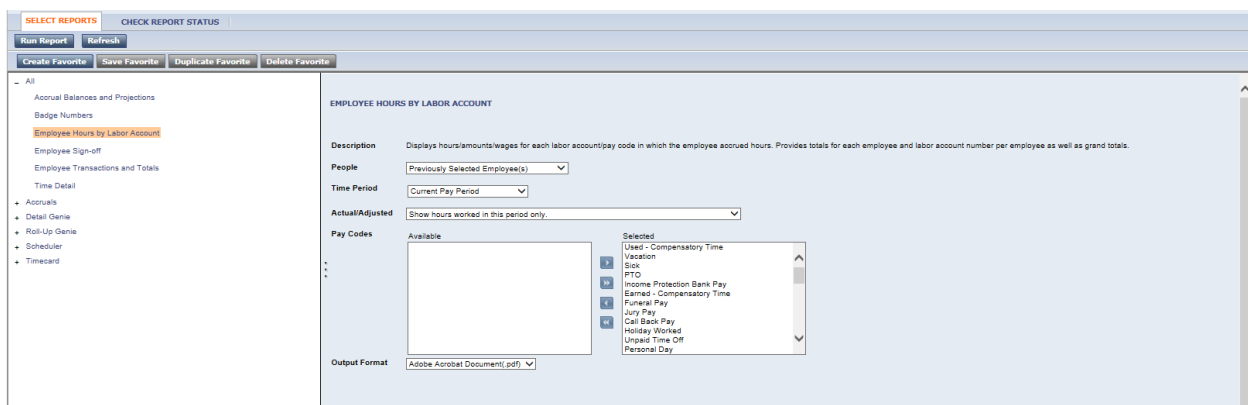 SELECT REPORTS CHECK REPORT STATUS
Run Report Refresh
Create Favorite Save Favorite Duplicate Favorite Delete Favorite
All
Accrual Balances and Projections
Badge Numbers
Employee Hours by Labor Account
Employee Sign-off
Employee Transactions and Totals
Time Detail
Accruals
Detail Genie
Roll-Up Genie
Scheduler
Timecard
EMPLOYEE HOURS BY LABOR ACCOUNT
Description Displays hours/amounts/wages for each labor account/pay code in which the employee accrued hours. Provides totals for each employee and labor account number per employee as well as grand totals.
People Previously Selected Employee(s)
Time Period Current Pay Period
Actual/Adjusted Show hours worked in this period only.
Pay Codes Available Selected
Used - Compensatory Time
Vacation
Sick
PTO
Income Protection Bank Pay
Earned - Compensatory Time
Funeral Pay
Jury Pay
Call Back Pay
Holiday Worked
Unpaid Time Off
Personal Day
Output Format Adobe Acrobat Document(.pdf)